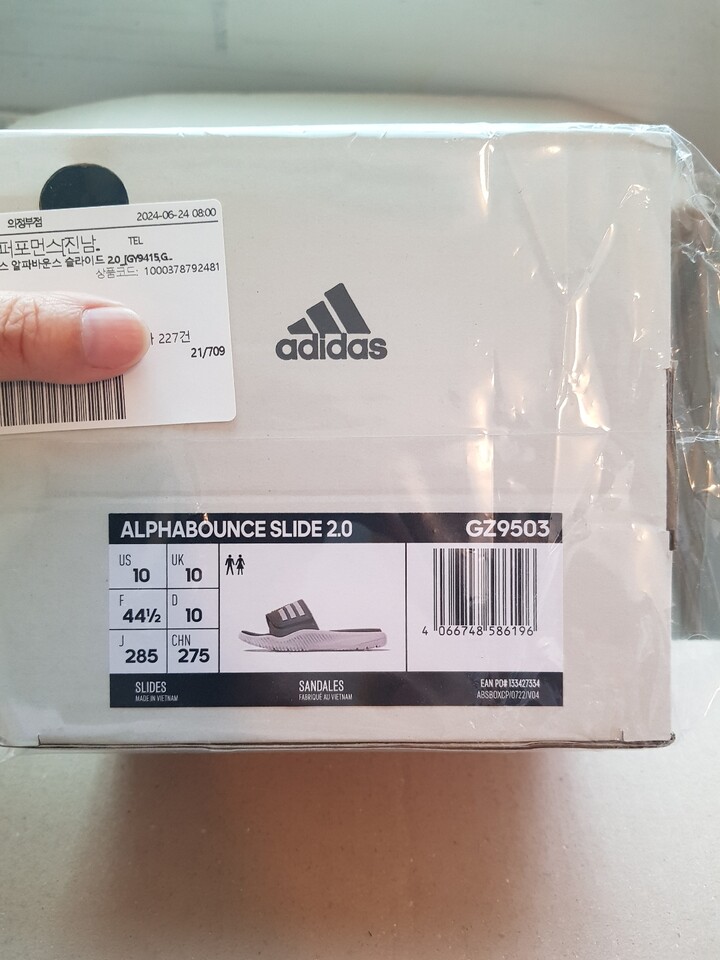 의정부점 2024-06-24 08:00
퍼포먼스[진남.. TEL
스 알파바운스 슬라이드 2.0_[GY9415,G..
상품코드: 1000378792481
227건
21/709
adidas
ALPHABOUNCE SLIDE 2.0 GZ9503
US 10 UK 10
F 44½ D 10
J 285 CHN 275
4 066748 586196
SLIDES SANDALES EAN PO# 133427334
MADE IN VIETNAM FABRIQUÉ AU VIETNAM ABSBOXCP/0722/V04